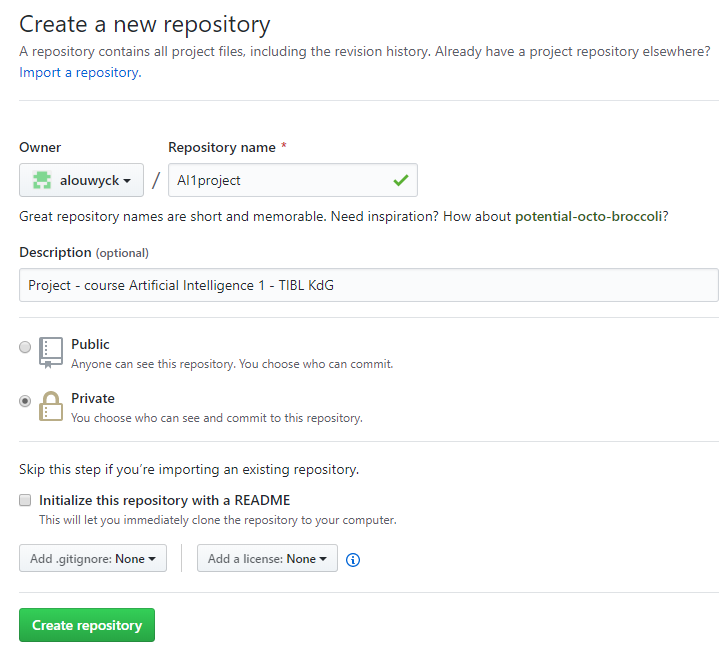 Create a new repository
A repository contains all project files, including the revision history. Already have a project repository elsewhere?
Import a repository.
Owner
Repository name *
alouwyck
/
AI1project
Great repository names are short and memorable. Need inspiration? How about potential-octo-broccoli?
Description (optional)
Project - course Artificial Intelligence 1 - TIBL KdG
Public
Anyone can see this repository. You choose who can commit.
Private
You choose who can see and commit to this repository.
Skip this step if you’re importing an existing repository.
Initialize this repository with a README
This will let you immediately clone the repository to your computer.
Add .gitignore: None
Add a license: None
Create repository